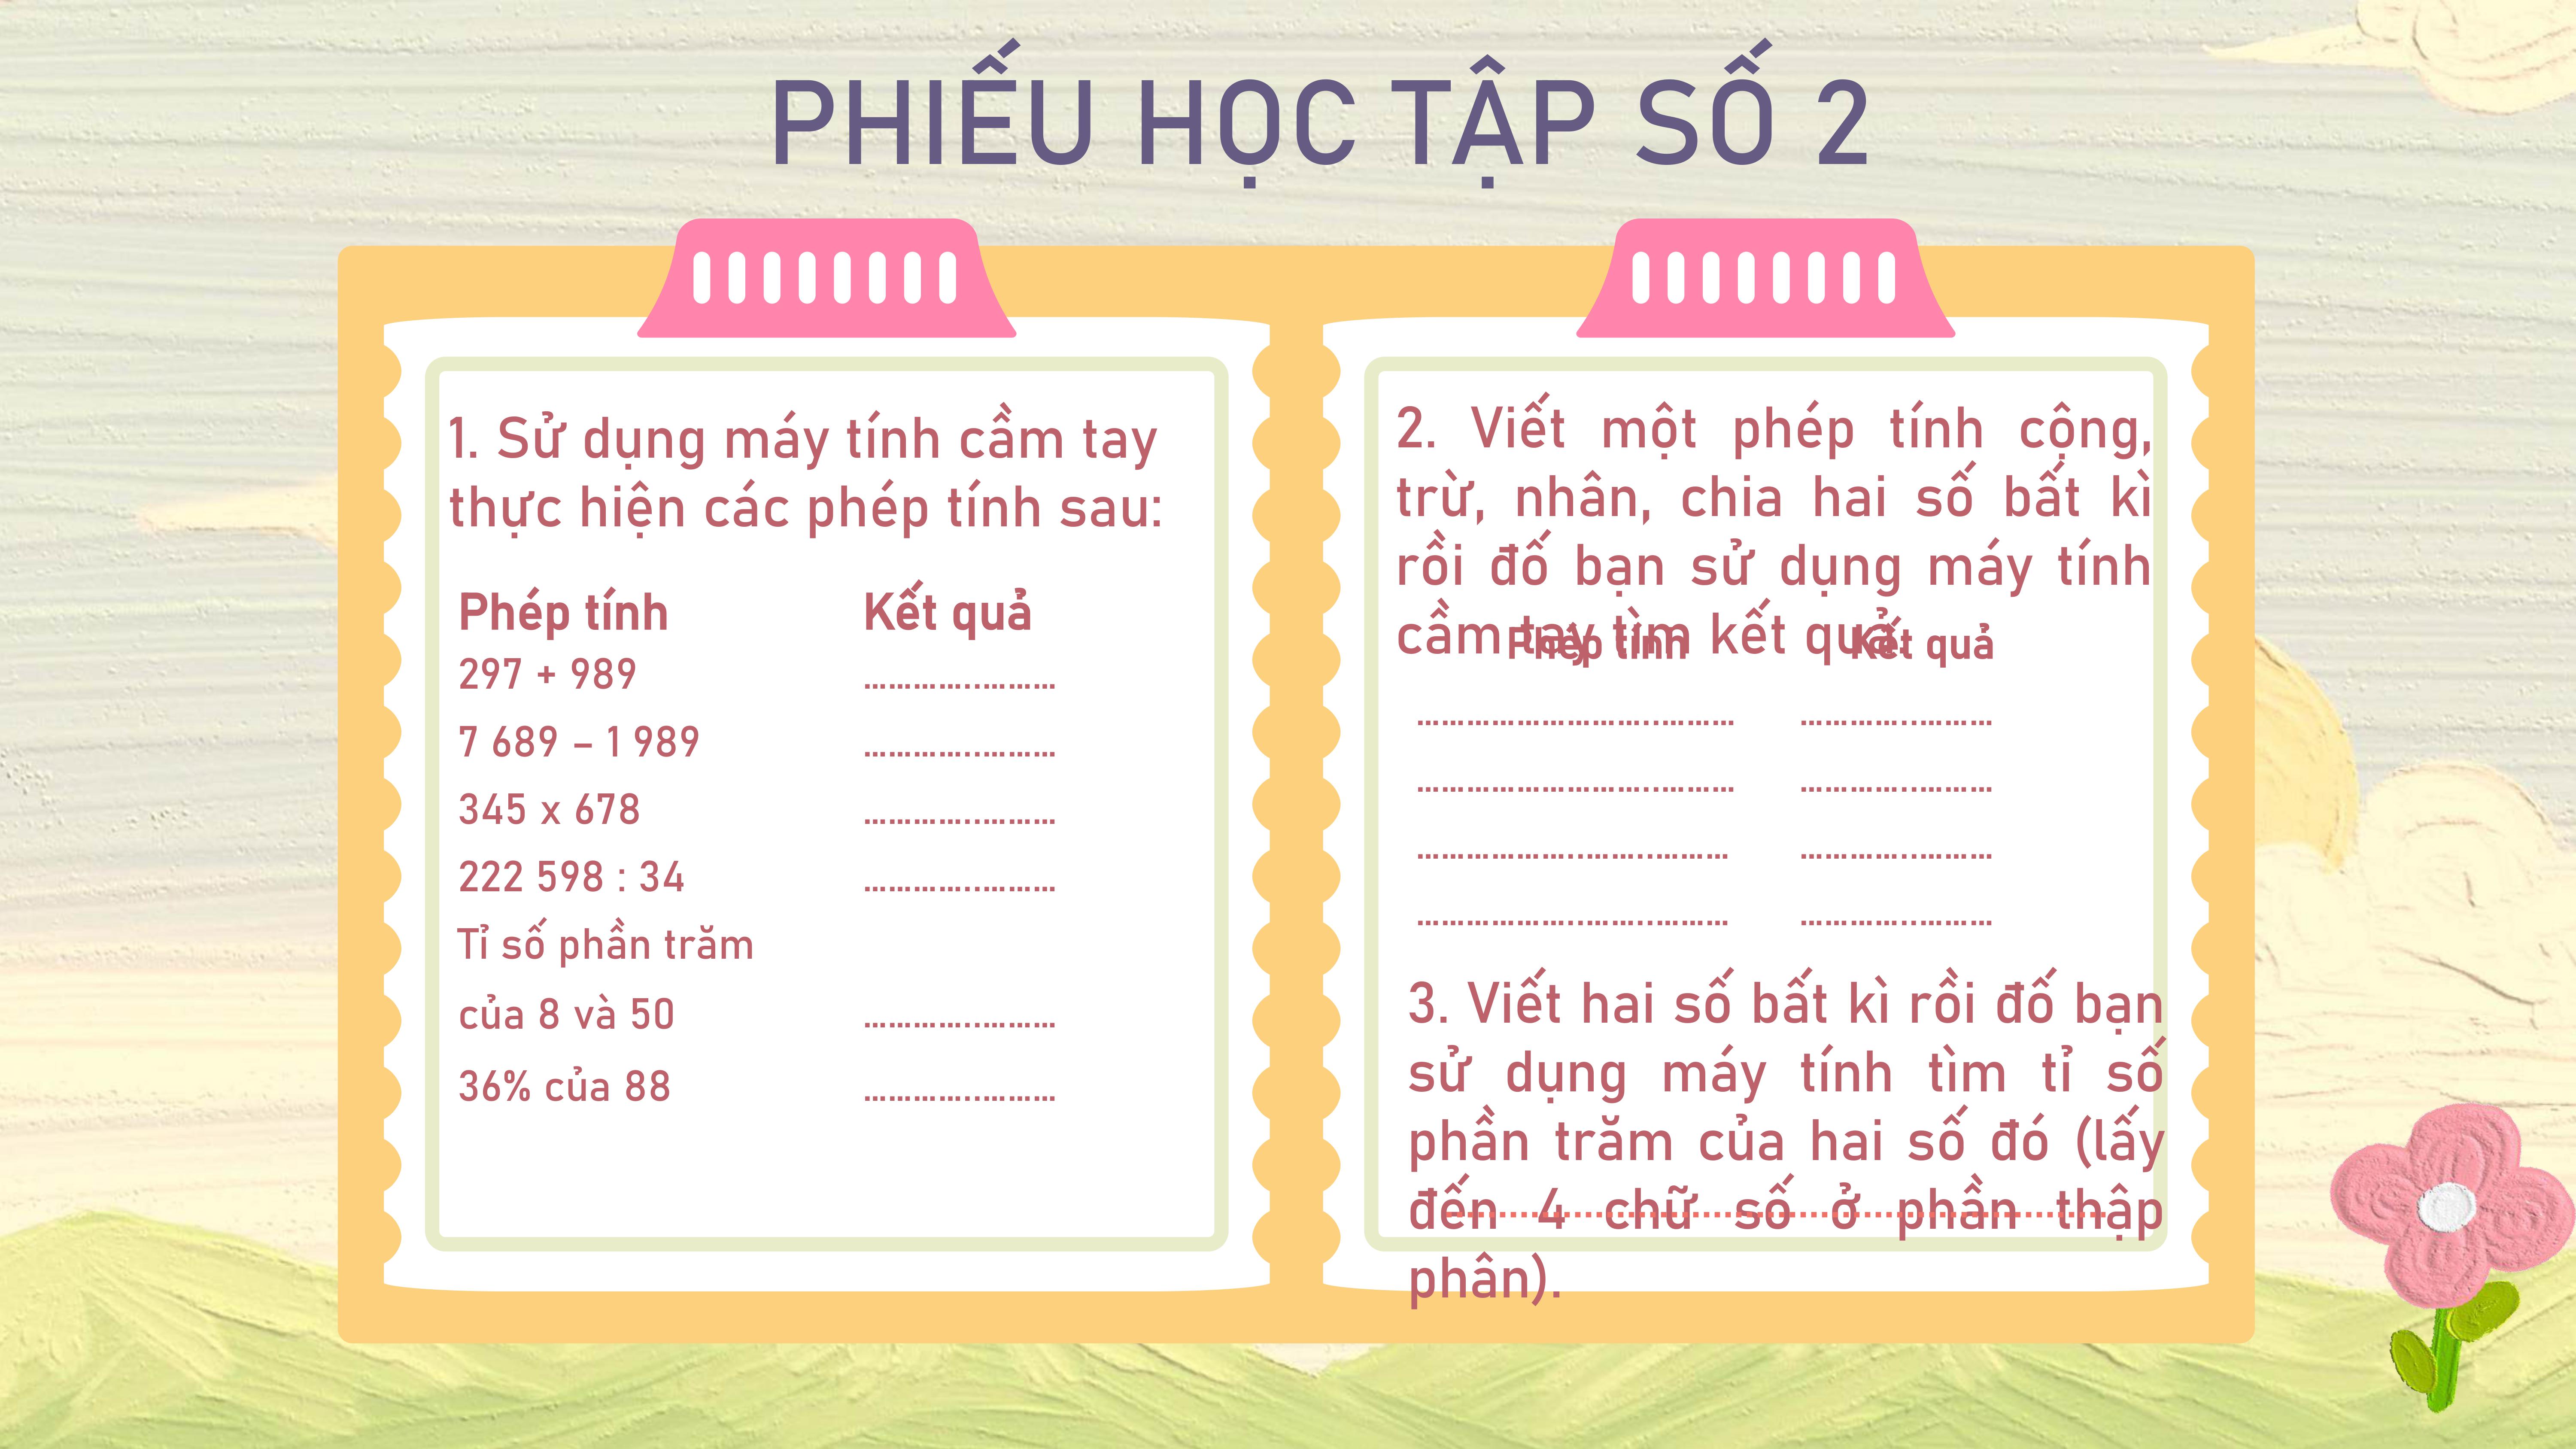 PHIẾU HỌC TẬP SỐ 2
1. Sử dụng máy tính cầm tay
thực hiện các phép tính sau:
Phép tính Kết quả
297 + 989 ………………………
7 689 – 1 989 ………………………
345 x 678 ………………………
222 598 : 34 ………………………
Tỉ số phần trăm
của 8 và 50 ………………………
36% của 88 ………………………
2. Viết một phép tính cộng,
trừ, nhân, chia hai số bất kì
rồi đố bạn sử dụng máy tính
cầm tay tìm kết quả.
Phép tính Kết quả
………………………………… ………………………
………………………………… ………………………
………………………………… ………………………
………………………………… ………………………
3. Viết hai số bất kì rồi đố bạn
sử dụng máy tính tìm tỉ số
phần trăm của hai số đó (lấy
đến 4 chữ số ở phần thập
phân).